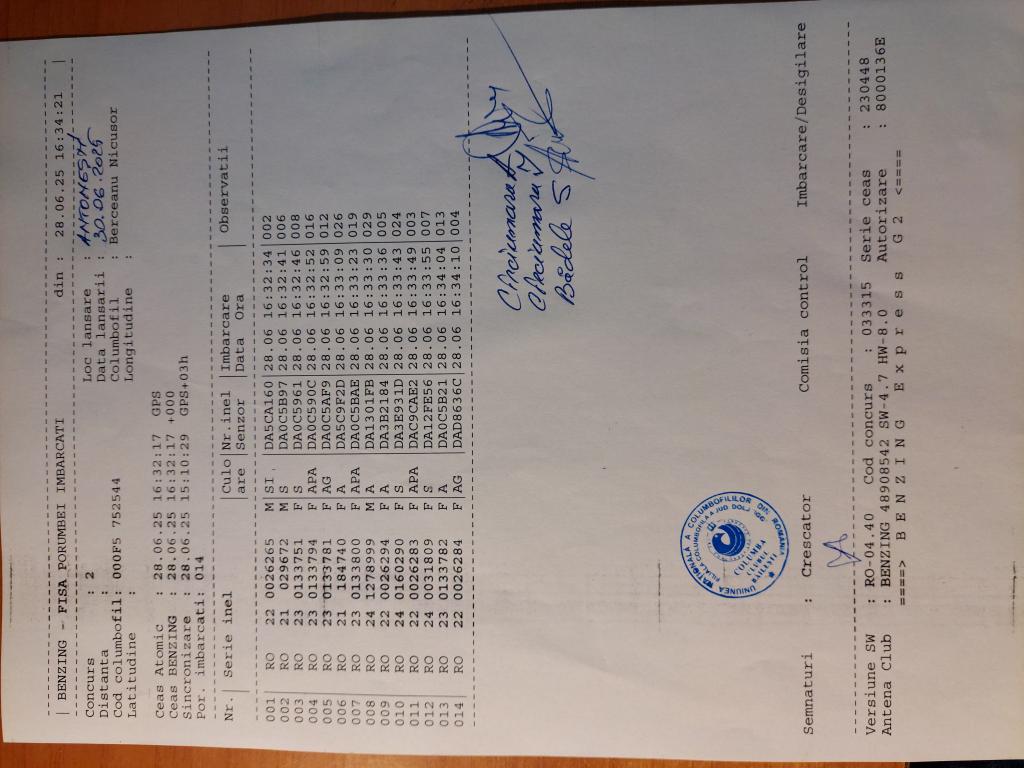 | BENZING - FISA PORUMBEI IMBARCATI din : 28.06.25 16:34:21 |
Concurs : 2 Loc lansare : ANTONESTI
Distanta : Data lansarii : 30.06.2025
Cod columbofil: 000F5 752544 Columbofil : Berceanu Nicusor
Latitudine : Longitudine :
Ceas Atomic : 28.06.25 16:32:17 GPS
Ceas BENZING : 28.06.25 16:32:17 +000
Sincronizare : 28.06.25 15:10:29 GPS+03h
Por. imbarcati: 014
Nr.| Serie inel |Culo|Nr.inel |Imbarcare | Observatii
|are |Senzor |Data Ora |
001| RO 22 0026265 M|SI. |DA5CA160|28.06 16:32:34| 002
002| RO 21 029672 M|S |DA0C5B97|28.06 16:32:41| 006
003| RO 23 0133751 F|S |DA0C5961|28.06 16:32:46| 008
004| RO 23 0133794 F|APA |DA0C590C|28.06 16:32:52| 016
005| RO 23 0133781 F|AG |DA0C5AF9|28.06 16:32:59| 012
006| RO 21 184740 F|A |DA5C9F2D|28.06 16:33:09| 026
007| RO 23 0133800 F|APA |DA0C5BAE|28.06 16:33:23| 019
008| RO 24 1278999 M|A |DA1301FB|28.06 16:33:30| 029
009| RO 22 0026294 F|A |DA3B2184|28.06 16:33:36| 005
010| RO 24 0160290 F|S |DA3E931D|28.06 16:33:43| 024
011| RO 22 0026283 F|APA |DAC9CAE2|28.06 16:33:49| 003
012| RO 24 0031809 F|S |DA12FE56|28.06 16:33:55| 007
013| RO 23 0133782 F|A |DA0C5B21|28.06 16:34:04| 013
014| RO 22 0026284 F|AG |DAD8636C|28.06 16:34:10| 004
Bădele S
UNIUNEA NATIONALA A COLUMBOFILILOR DIN ROMANIA
FILIALA COLUMBOFILA A JUD. DOLJ
COLUMBA
CLUBUL
BAILESTI
Semnaturi : Crescator Comisia control Imbarcare/Desigilare
Versiune SW : RO-04.40 Cod concurs : 033315 Serie ceas : 230448
Antena Club : BENZING 48908542 SW-4.7 HW-8.0 Autorizare : 8000136E
====> B E N Z I N G E x p r e s s G 2 <====